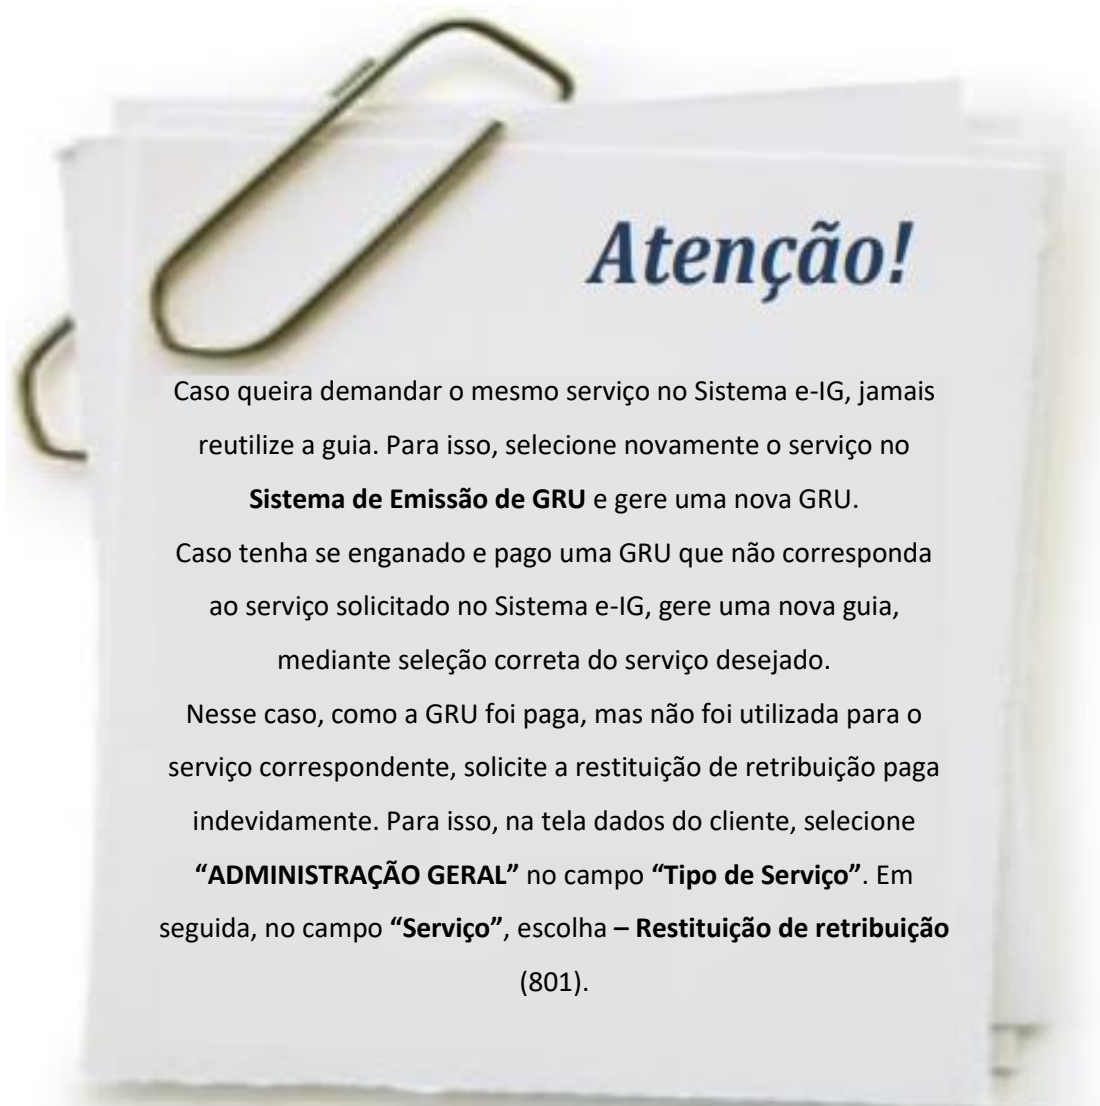 Atenção!
Caso queira demandar o mesmo serviço no Sistema e-IG, jamais
reutilize a guia. Para isso, selecione novamente o serviço no
Sistema de Emissão de GRU e gere uma nova GRU.
Caso tenha se enganado e pago uma GRU que não corresponda
ao serviço solicitado no Sistema e-IG, gere uma nova guia,
mediante seleção correta do serviço desejado.
Nesse caso, como a GRU foi paga, mas não foi utilizada para o
serviço correspondente, solicite a restituição de retribuição paga
indevidamente. Para isso, na tela dados do cliente, selecione
“ADMINISTRAÇÃO GERAL” no campo “Tipo de Serviço”. Em
seguida, no campo “Serviço”, escolha – Restituição de retribuição
(801).